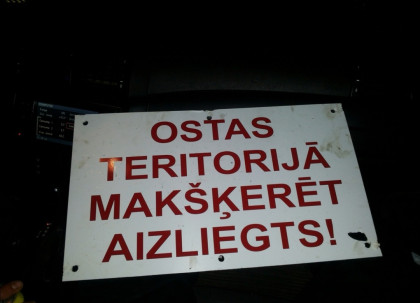 OSTAS
TERITORIJĀ
MAKŠĶERĒT
AIZLIEGTS!